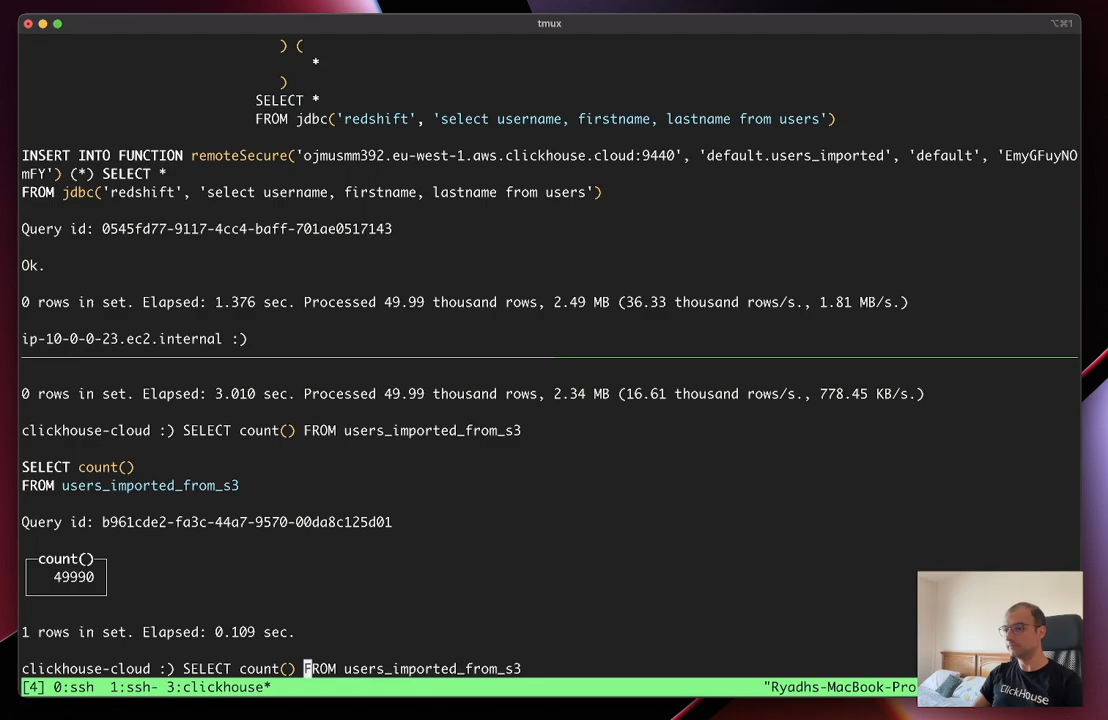 tmux
⌥⌘1
) (
*
)
SELECT *
FROM jdbc('redshift', 'select username, firstname, lastname from users')
INSERT INTO FUNCTION remoteSecure('ojmusmm392.eu-west-1.aws.clickhouse.cloud:9440', 'default.users_imported', 'default', 'EmyGFuyNO
mFY') (*) SELECT *
FROM jdbc('redshift', 'select username, firstname, lastname from users')
Query id: 0545fd77-9117-4cc4-baff-701ae0517143
Ok.
0 rows in set. Elapsed: 1.376 sec. Processed 49.99 thousand rows, 2.49 MB (36.33 thousand rows/s., 1.81 MB/s.)
ip-10-0-0-23.ec2.internal :)
0 rows in set. Elapsed: 3.010 sec. Processed 49.99 thousand rows, 2.34 MB (16.61 thousand rows/s., 778.45 KB/s.)
clickhouse-cloud :) SELECT count() FROM users_imported_from_s3
SELECT count()
FROM users_imported_from_s3
Query id: b961cde2-fa3c-44a7-9570-00da8c125d01
count()
49990
1 rows in set. Elapsed: 0.109 sec.
clickhouse-cloud :) SELECT count() FROM users_imported_from_s3
[4] 0:ssh 1:ssh- 3:clickhouse* "Ryadhs-MacBook-Pro
ClickHouse